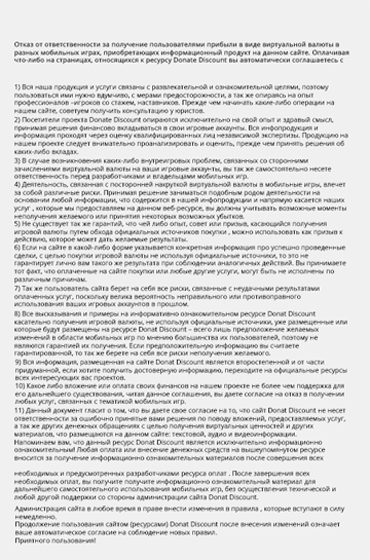 Отказ от ответственности за получение пользователями прибыли в виде виртуальной валюты в
разных мобильных играх, приобретающих информационный продукт на данном сайте. Оплачивая
что-либо на страницах, относящихся к ресурсу Donate Discount вы автоматически соглашаетесь с
1) Вся наша продукция и услуги связаны с развлекательной и ознакомительной целями, поэтому
пользоваться ими нужно вдумчиво, с мерами предосторожности, а так же опираясь на опыт
профессионалов -игроков со стажем, наставников. Прежде чем начинать какие-либо операции на
нашем сайте, советуем получить консультацию у юристов.
2) Посетители проекта Donate Discount опираются исключительно на свой опыт и здравый смысл,
принимая решения финансово вкладываться в свои игровые аккаунты. Вся инфопродукция и
информация проходят через оценку квалифицированных лиц независимой экспертизы. Продукцию на
нашем проекте следует внимательно проанализировать и оценить, прежде чем принять решения об
каких-либо вкладах.
3) В случае возникновения каких-либо внутреигровых проблем, связанных со сторонними
зачислениями виртуальной валюты на ваши игровые аккаунты, вы так же самостоятельно несете
ответственность перед разработчиками и владельцами мобильных игр.
4) Деятельность, связанная с посторонней накруткой виртуальной валюты в мобильные игры, влечет
за собой различные риски. Принимая решение заниматься подобным родом деятельности на
основании любой информации, что содержится в нашей инфопродукции и напрямую касается наших
услуг , которые мы предоставляем на данном веб-ресурсе, вы должны учитывать возможные моменты
неполучения желаемого или принятия некоторых возможных убытков.
5) Не существует так же гарантий, что чей либо опыт, совет или призыв, касающийся получения
игровой валюты путем обхода официальных источников покупки , можно использовать как призыв к
действию, которое может дать желаемые результаты.
6) Если на сайте в какой-либо форме указывается конкретная информация про успешно проведенные
сделки, с целью покупки игровой валюты не используя официальные источники, то это не
гарантирует лично вам такого же результата при соблюдении аналогичных действий. Вы принимаете
тот факт, что оплаченные на сайте покупки или любые другие услуги, могут быть не исполнены по
различным причинам.
7) Так же пользователь сайта берет на себя все риски, связанные с неудачными результатами
оплаченных услуг, поскольку велика вероятность неправильного или противоправного
использования ваших игровых аккаунтов в прошлом.
8) Все высказывания и примеры на информативно ознакомительном ресурсе Donat Discount
касательно получения игровой валюты, не используя официальные источники, уже размещенные или
которые будут размещены на ресурсе Donat Discount – всего лишь предположение желаемых
изменений в области мобильных игр по мнению большинства их пользователей, поэтому не
являются гарантией их получения. Если предположительную информацию вы считаете
гарантированной, то так же берете на себя все риски неполучения желаемого.
9) Вся информация, размещенная на сайте Donat Discount является второстепенной и от части
придуманной, если хотите получить достоверную информацию, переходите на официальные ресурсы
всех интересующих вас проектов.
10) Какое либо вложение или оплата своих финансов на нашем проекте не более чем поддержка для
его дальнейшего существования, читая данное соглашение, вы даете согласие на отказ в получении
любых услуг, связанных с тематикой мобильных игр.
11) Данный документ гласит о том, что вы даете свое согласие на то, что сайт Donat Discount не несет
ответственности за ошибочно принятые вами решения по поводу вложений, предоставляемых услуг,
а так же других денежных обращениях с целью получения виртуальных ценностей и других
материалов, что размещаются на данном сайте: текстовой, аудио и видеоинформации.
Напоминаем вам, что данный ресурс Donat Discount является исключительно информационно
ознакомительным! Любая оплата или внесение денежных средств на вышеупомянутом ресурсе
вносится за получение информационно ознакомительных материалов после совершения всех
необходимых и предусмотренных разработчиками ресурса оплат . После завершения всех
необходимых оплат, вы получите получите информационно ознакомительный материал для
дальнейшего самостоятельного использования мобильных игр, без осуществления технической и
любой другой поддержки со стороны администрации сайта Donat Discount.
Администрация сайта в любое время в праве внести изменения в правила , которые вступают в силу
немедленно.
Продолжение пользования сайтом (ресурсами) Donat Discount после внесения изменений означает
ваше автоматическое согласие на соблюдение новых правил.
Приятного пользования!